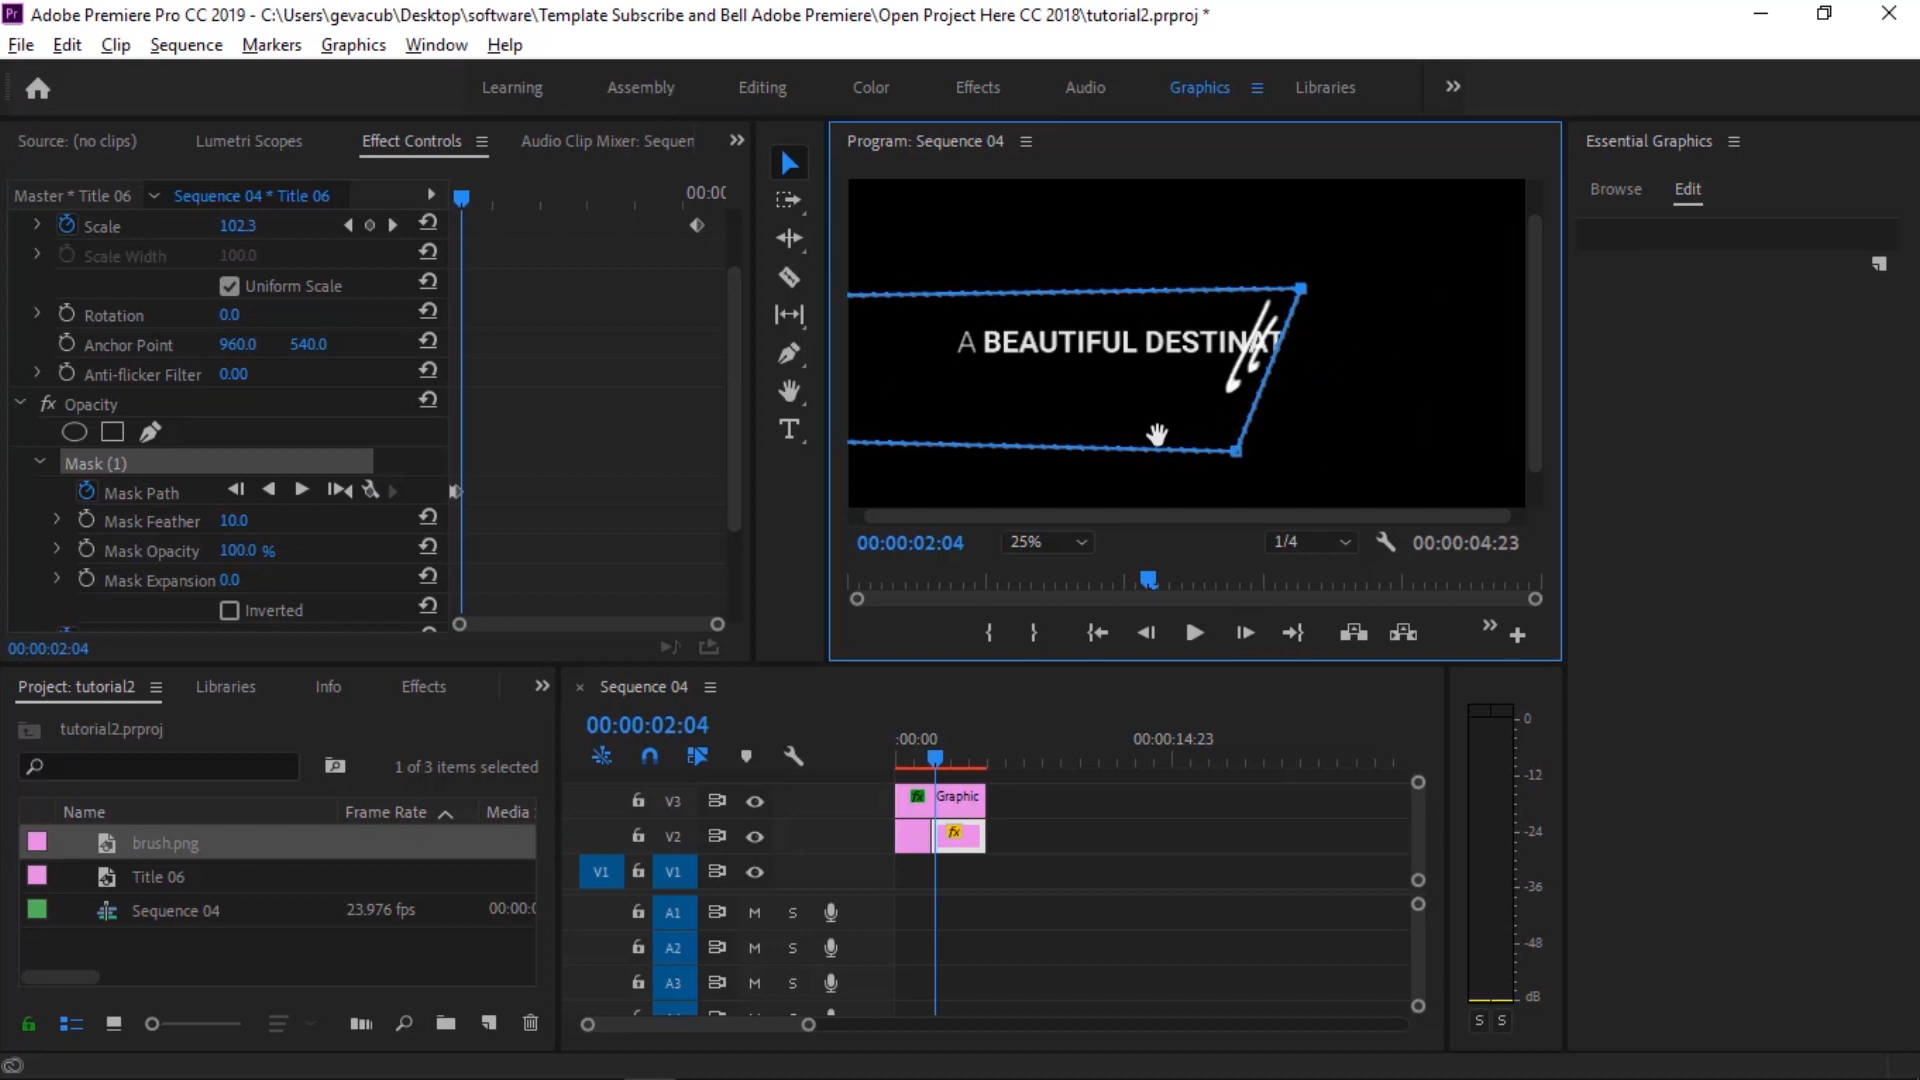 Adobe Premiere Pro CC 2019 - C:\Users\gevacub\Desktop\software\Template Subscribe and Bell Adobe Premiere\Open Project Here CC 2018\tutorial2.prproj *
File Edit Clip Sequence Markers Graphics Window Help
Learning Assembly Editing Color Effects Audio Graphics Libraries
Source: (no clips) Lumetri Scopes Effect Controls Audio Clip Mixer: Sequen
Master * Title 06 Sequence 04 * Title 06 00:00
Scale 102.3
Scale Width 100.0
Uniform Scale
Rotation 0.0
Anchor Point 960.0 540.0
Anti-flicker Filter 0.00
fx Opacity
Mask (1)
Mask Path
Mask Feather 10.0
Mask Opacity 100.0 %
Mask Expansion 0.0
Inverted
00:00:02:04
Program: Sequence 04
A BEAUTIFUL DESTINAT
00:00:02:04 25% 1/4 00:00:04:23
Essential Graphics
Browse Edit
Project: tutorial2 Libraries Info Effects
tutorial2.prproj
1 of 3 items selected
Name Frame Rate Media
brush.png
Title 06
Sequence 04 23.976 fps 00:00:0
Sequence 04
00:00:02:04
:00:00 00:00:14:23
V3 fx Graphic
V2 fx
V1 V1
A1 M S
A2 M S
A3 M S
0
-12
-24
-36
-48
dB
S S